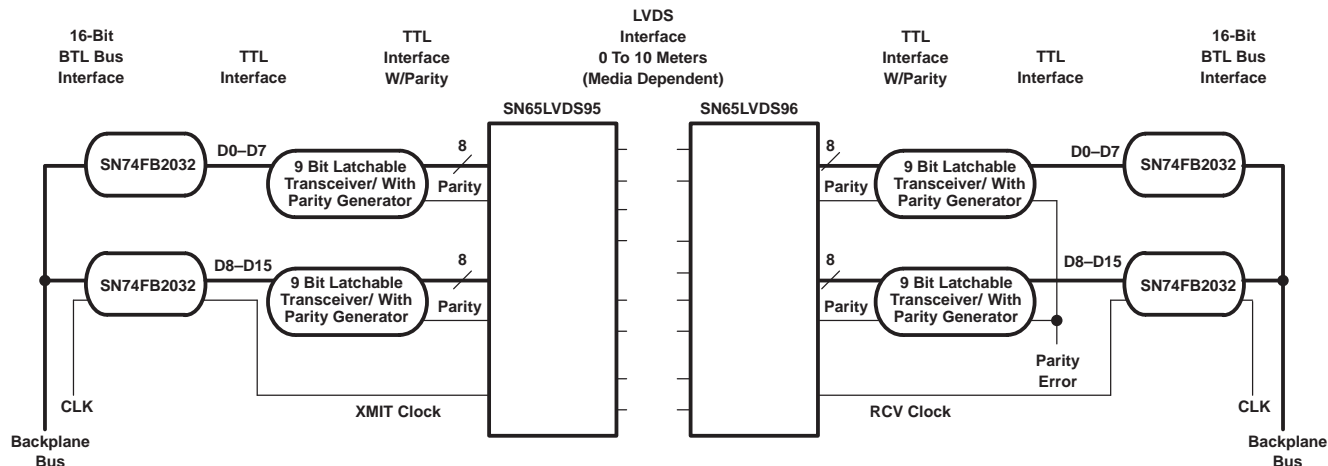 16-Bit
BTL Bus
Interface
TTL
Interface
TTL
Interface
W/Parity
LVDS
Interface
0 To 10 Meters
(Media Dependent)
TTL
Interface
W/Parity
TTL
Interface
16-Bit
BTL Bus
Interface
SN65LVDS95
SN65LVDS96
SN74FB2032
D0–D7
9 Bit Latchable
Transceiver/ With
Parity Generator
8
Parity
8
Parity
9 Bit Latchable
Transceiver/ With
Parity Generator
D0–D7
SN74FB2032
SN74FB2032
D8–D15
9 Bit Latchable
Transceiver/ With
Parity Generator
8
Parity
8
Parity
9 Bit Latchable
Transceiver/ With
Parity Generator
D8–D15
SN74FB2032
Parity
Error
CLK
XMIT Clock
RCV Clock
CLK
Backplane
Bus
Backplane
Bus